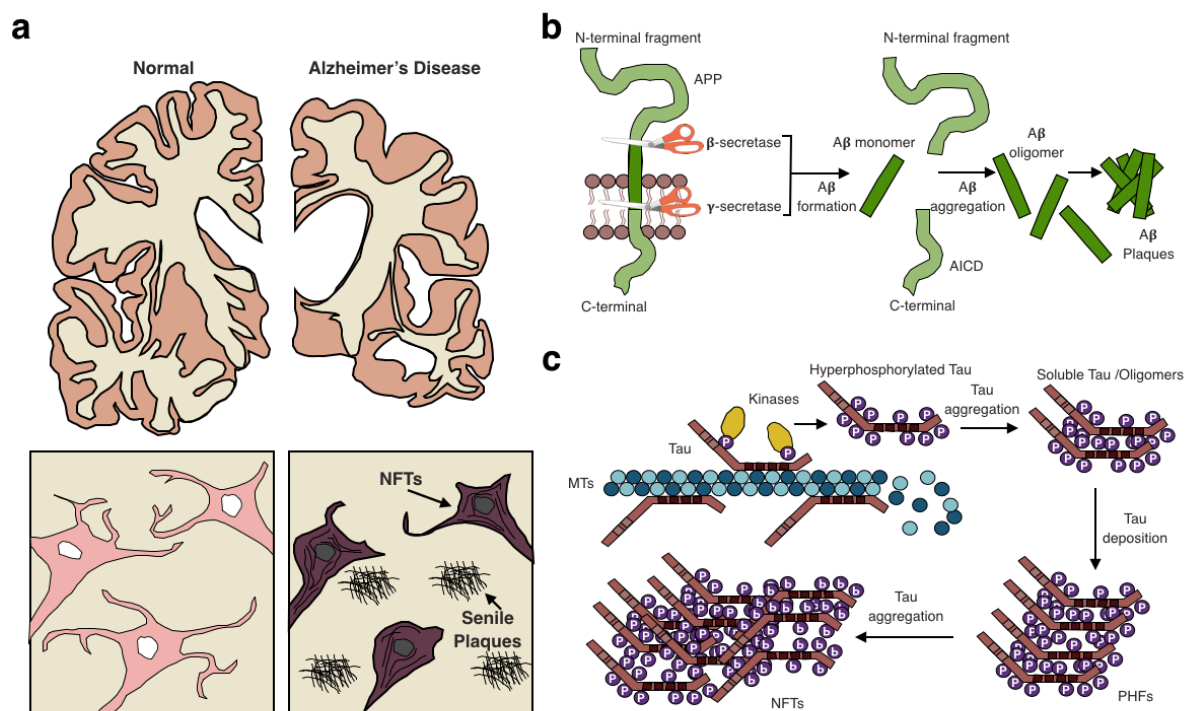 a
Normal
Alzheimer's Disease
NFTs
Senile
Plaques
b
N-terminal fragment
APP
β-secretase
γ-secretase
C-terminal
Aβ
formation
Aβ monomer
N-terminal fragment
AICD
C-terminal
Aβ
aggregation
Aβ
oligomer
Aβ
Plaques
c
Tau
Kinases
MTs
P
P
Hyperphosphorylated Tau
P P P P P P P P
Tau
aggregation
Soluble Tau /Oligomers
Tau
deposition
PHFs
Tau
aggregation
NFTs